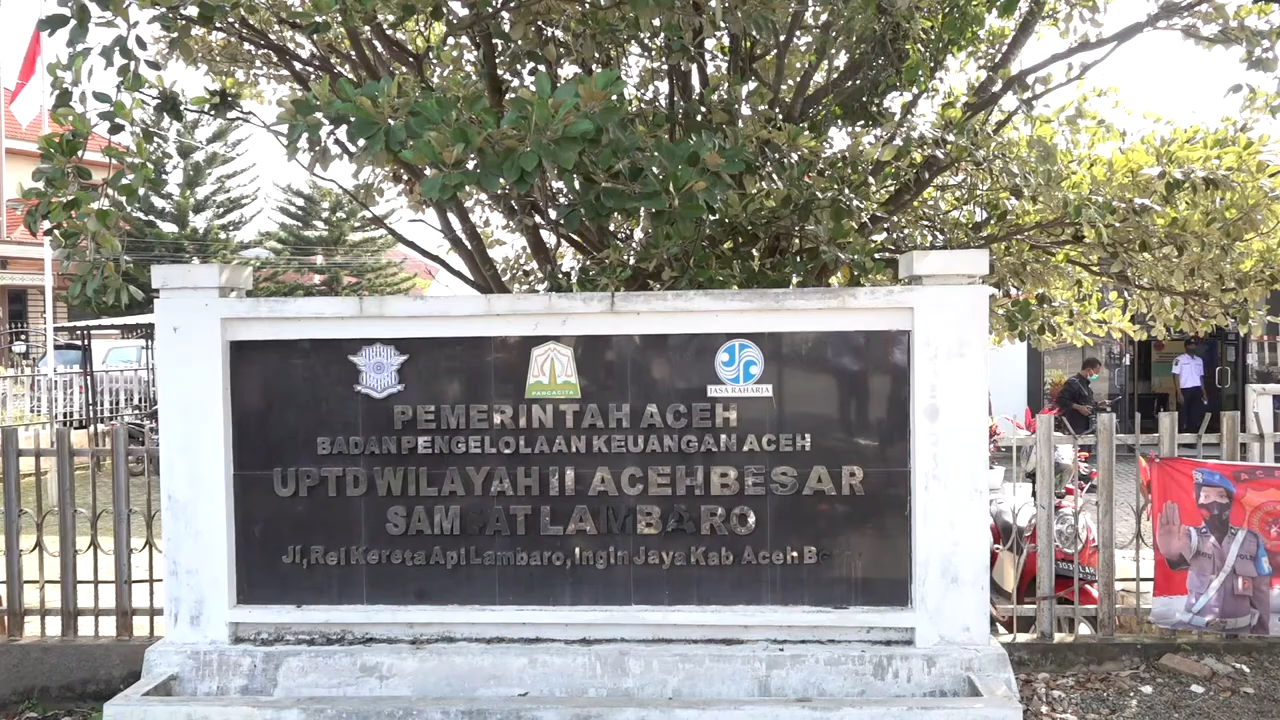 PANCACITA
JASA RAHARJA
PEMERINTAH ACEH
BADAN PENGELOLAAN KEUANGAN ACEH
UPTD WILAYAH II ACEH BESAR
SAMSAT LAMBARO
Jl, Rel Kereta Api Lambaro, Ingin Jaya Kab Aceh Besar